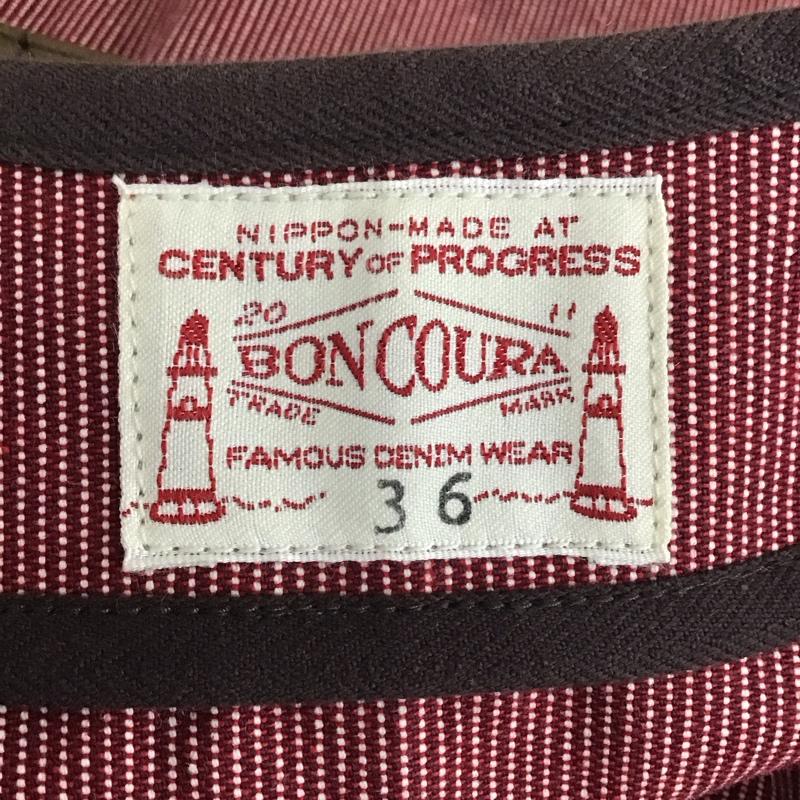 NIPPON-MADE AT
CENTURY OF PROGRESS
20 11
BONCOURA
TRADE MARK
FAMOUS DENIM WEAR
36